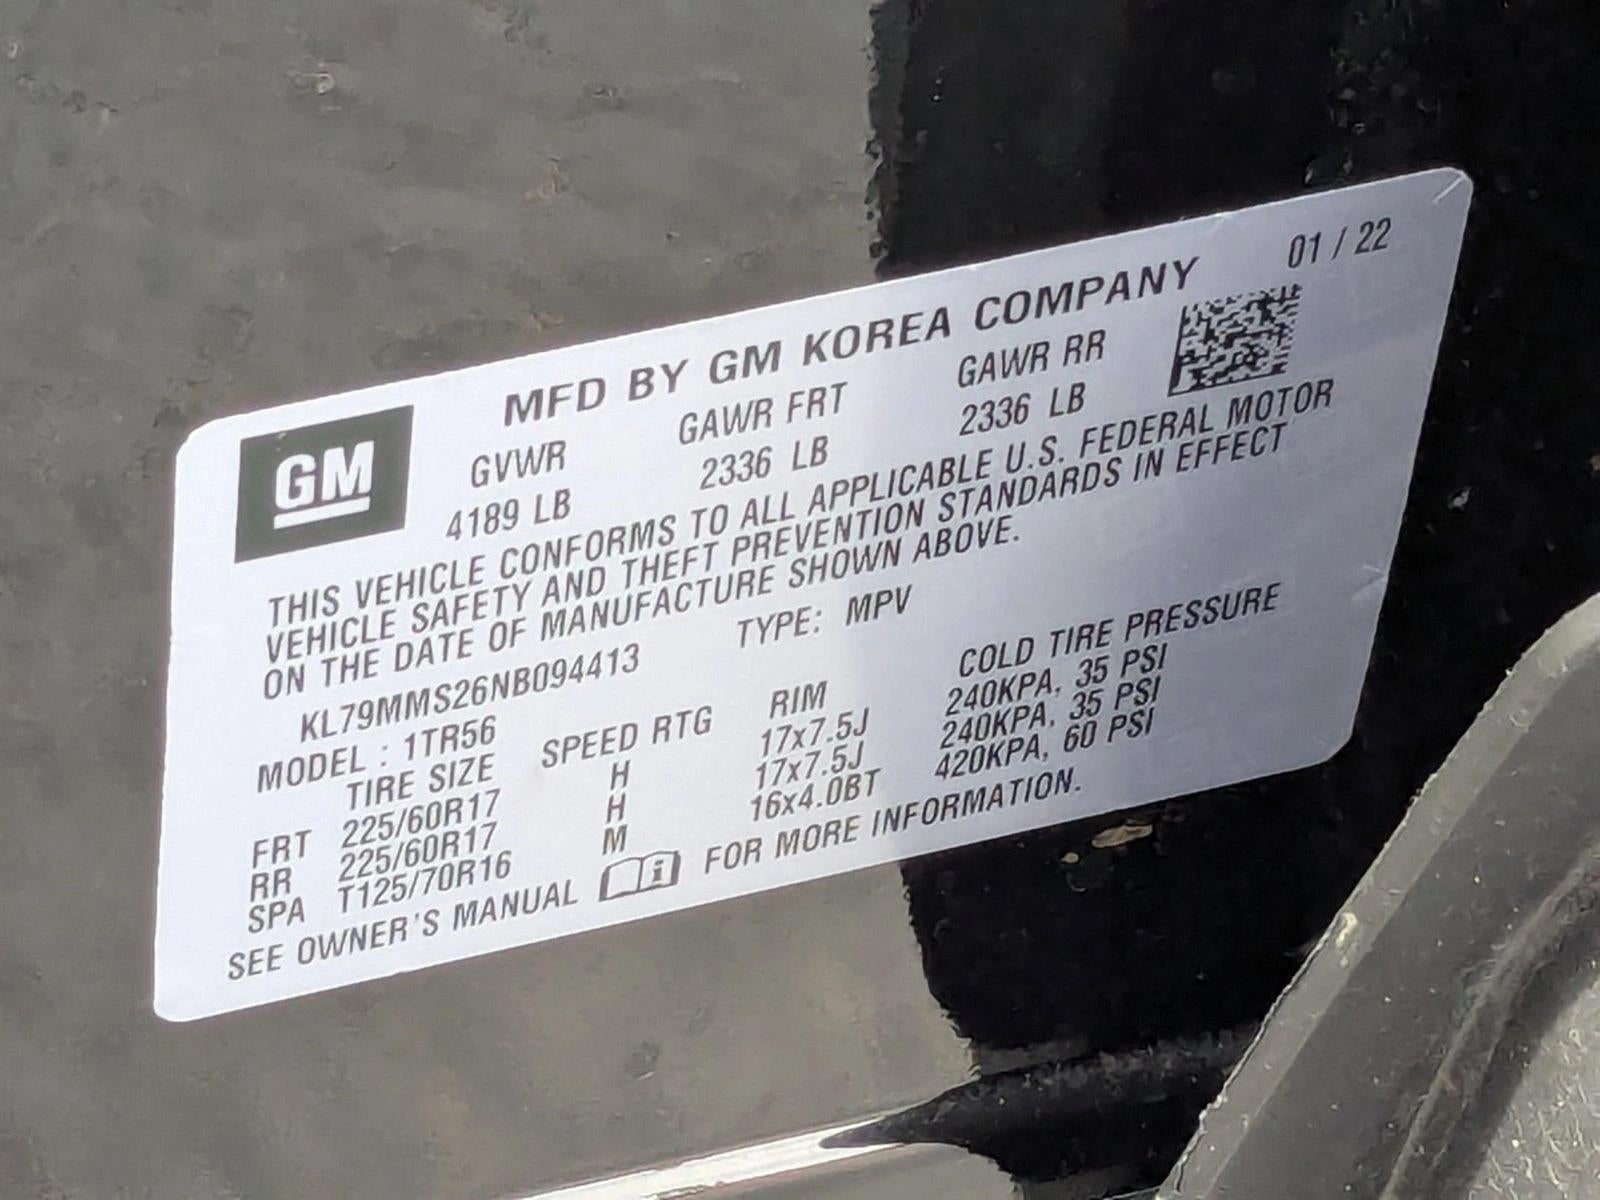 01 / 22
MFD BY GM KOREA COMPANY
GM
GVWR GAWR FRT GAWR RR
4189 LB 2336 LB 2336 LB
THIS VEHICLE CONFORMS TO ALL APPLICABLE U.S. FEDERAL MOTOR
VEHICLE SAFETY AND THEFT PREVENTION STANDARDS IN EFFECT
ON THE DATE OF MANUFACTURE SHOWN ABOVE.
KL79MMS26NB094413 TYPE: MPV
MODEL : 1TR56
TIRE SIZE SPEED RTG RIM COLD TIRE PRESSURE
FRT 225/60R17 H 17x7.5J 240KPA, 35 PSI
RR 225/60R17 H 17x7.5J 240KPA, 35 PSI
SPA T125/70R16 M 16x4.0BT 420KPA, 60 PSI
SEE OWNER'S MANUAL FOR MORE INFORMATION.